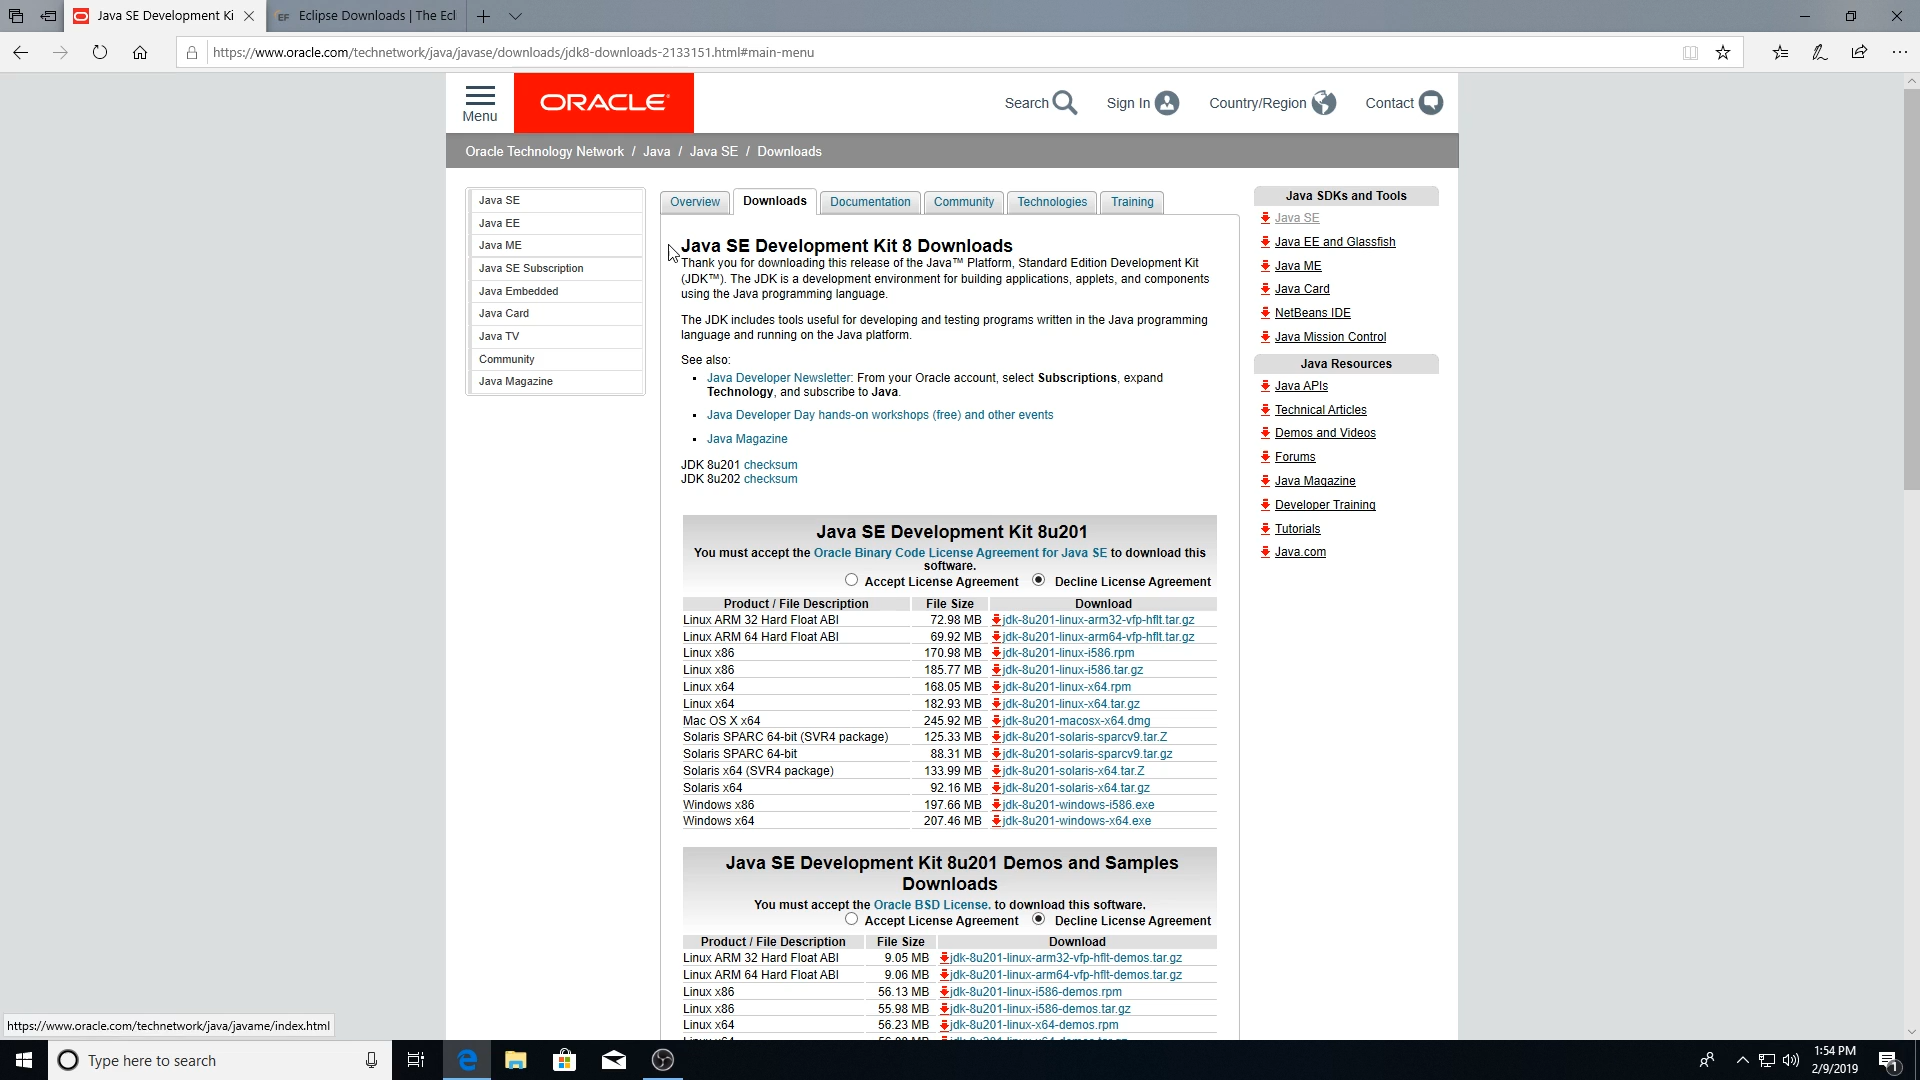 Java SE Development Ki
EF Eclipse Downloads | The Ecl
https://www.oracle.com/technetwork/java/javase/downloads/jdk8-downloads-2133151.html#main-menu
Menu
ORACLE
Search
Sign In
Country/Region
Contact
Oracle Technology Network / Java / Java SE / Downloads
Java SE
Java EE
Java ME
Java SE Subscription
Java Embedded
Java Card
Java TV
Community
Java Magazine
Overview
Downloads
Documentation
Community
Technologies
Training
Java SE Development Kit 8 Downloads
Thank you for downloading this release of the Java™ Platform, Standard Edition Development Kit
(JDK™). The JDK is a development environment for building applications, applets, and components
using the Java programming language.
The JDK includes tools useful for developing and testing programs written in the Java programming
language and running on the Java platform.
See also:
Java Developer Newsletter: From your Oracle account, select Subscriptions, expand
Technology, and subscribe to Java.
Java Developer Day hands-on workshops (free) and other events
Java Magazine
JDK 8u201 checksum
JDK 8u202 checksum
Java SE Development Kit 8u201
You must accept the Oracle Binary Code License Agreement for Java SE to download this
software.
Accept License Agreement Decline License Agreement
Product / File Description File Size Download
Linux ARM 32 Hard Float ABI 72.98 MB jdk-8u201-linux-arm32-vfp-hflt.tar.gz
Linux ARM 64 Hard Float ABI 69.92 MB jdk-8u201-linux-arm64-vfp-hflt.tar.gz
Linux x86 170.98 MB jdk-8u201-linux-i586.rpm
Linux x86 185.77 MB jdk-8u201-linux-i586.tar.gz
Linux x64 168.05 MB jdk-8u201-linux-x64.rpm
Linux x64 182.93 MB jdk-8u201-linux-x64.tar.gz
Mac OS X x64 245.92 MB jdk-8u201-macosx-x64.dmg
Solaris SPARC 64-bit (SVR4 package) 125.33 MB jdk-8u201-solaris-sparcv9.tar.Z
Solaris SPARC 64-bit 88.31 MB jdk-8u201-solaris-sparcv9.tar.gz
Solaris x64 (SVR4 package) 133.99 MB jdk-8u201-solaris-x64.tar.Z
Solaris x64 92.16 MB jdk-8u201-solaris-x64.tar.gz
Windows x86 197.66 MB jdk-8u201-windows-i586.exe
Windows x64 207.46 MB jdk-8u201-windows-x64.exe
Java SE Development Kit 8u201 Demos and Samples
Downloads
You must accept the Oracle BSD License. to download this software.
Accept License Agreement Decline License Agreement
Product / File Description File Size Download
Linux ARM 32 Hard Float ABI 9.05 MB jdk-8u201-linux-arm32-vfp-hflt-demos.tar.gz
Linux ARM 64 Hard Float ABI 9.06 MB jdk-8u201-linux-arm64-vfp-hflt-demos.tar.gz
Linux x86 56.13 MB jdk-8u201-linux-i586-demos.rpm
Linux x86 55.98 MB jdk-8u201-linux-i586-demos.tar.gz
Linux x64 56.23 MB jdk-8u201-linux-x64-demos.rpm
Java SDKs and Tools
Java SE
Java EE and Glassfish
Java ME
Java Card
NetBeans IDE
Java Mission Control
Java Resources
Java APIs
Technical Articles
Demos and Videos
Forums
Java Magazine
Developer Training
Tutorials
Java.com
https://www.oracle.com/technetwork/java/javame/index.html
Type here to search
1:54 PM
2/9/2019
1